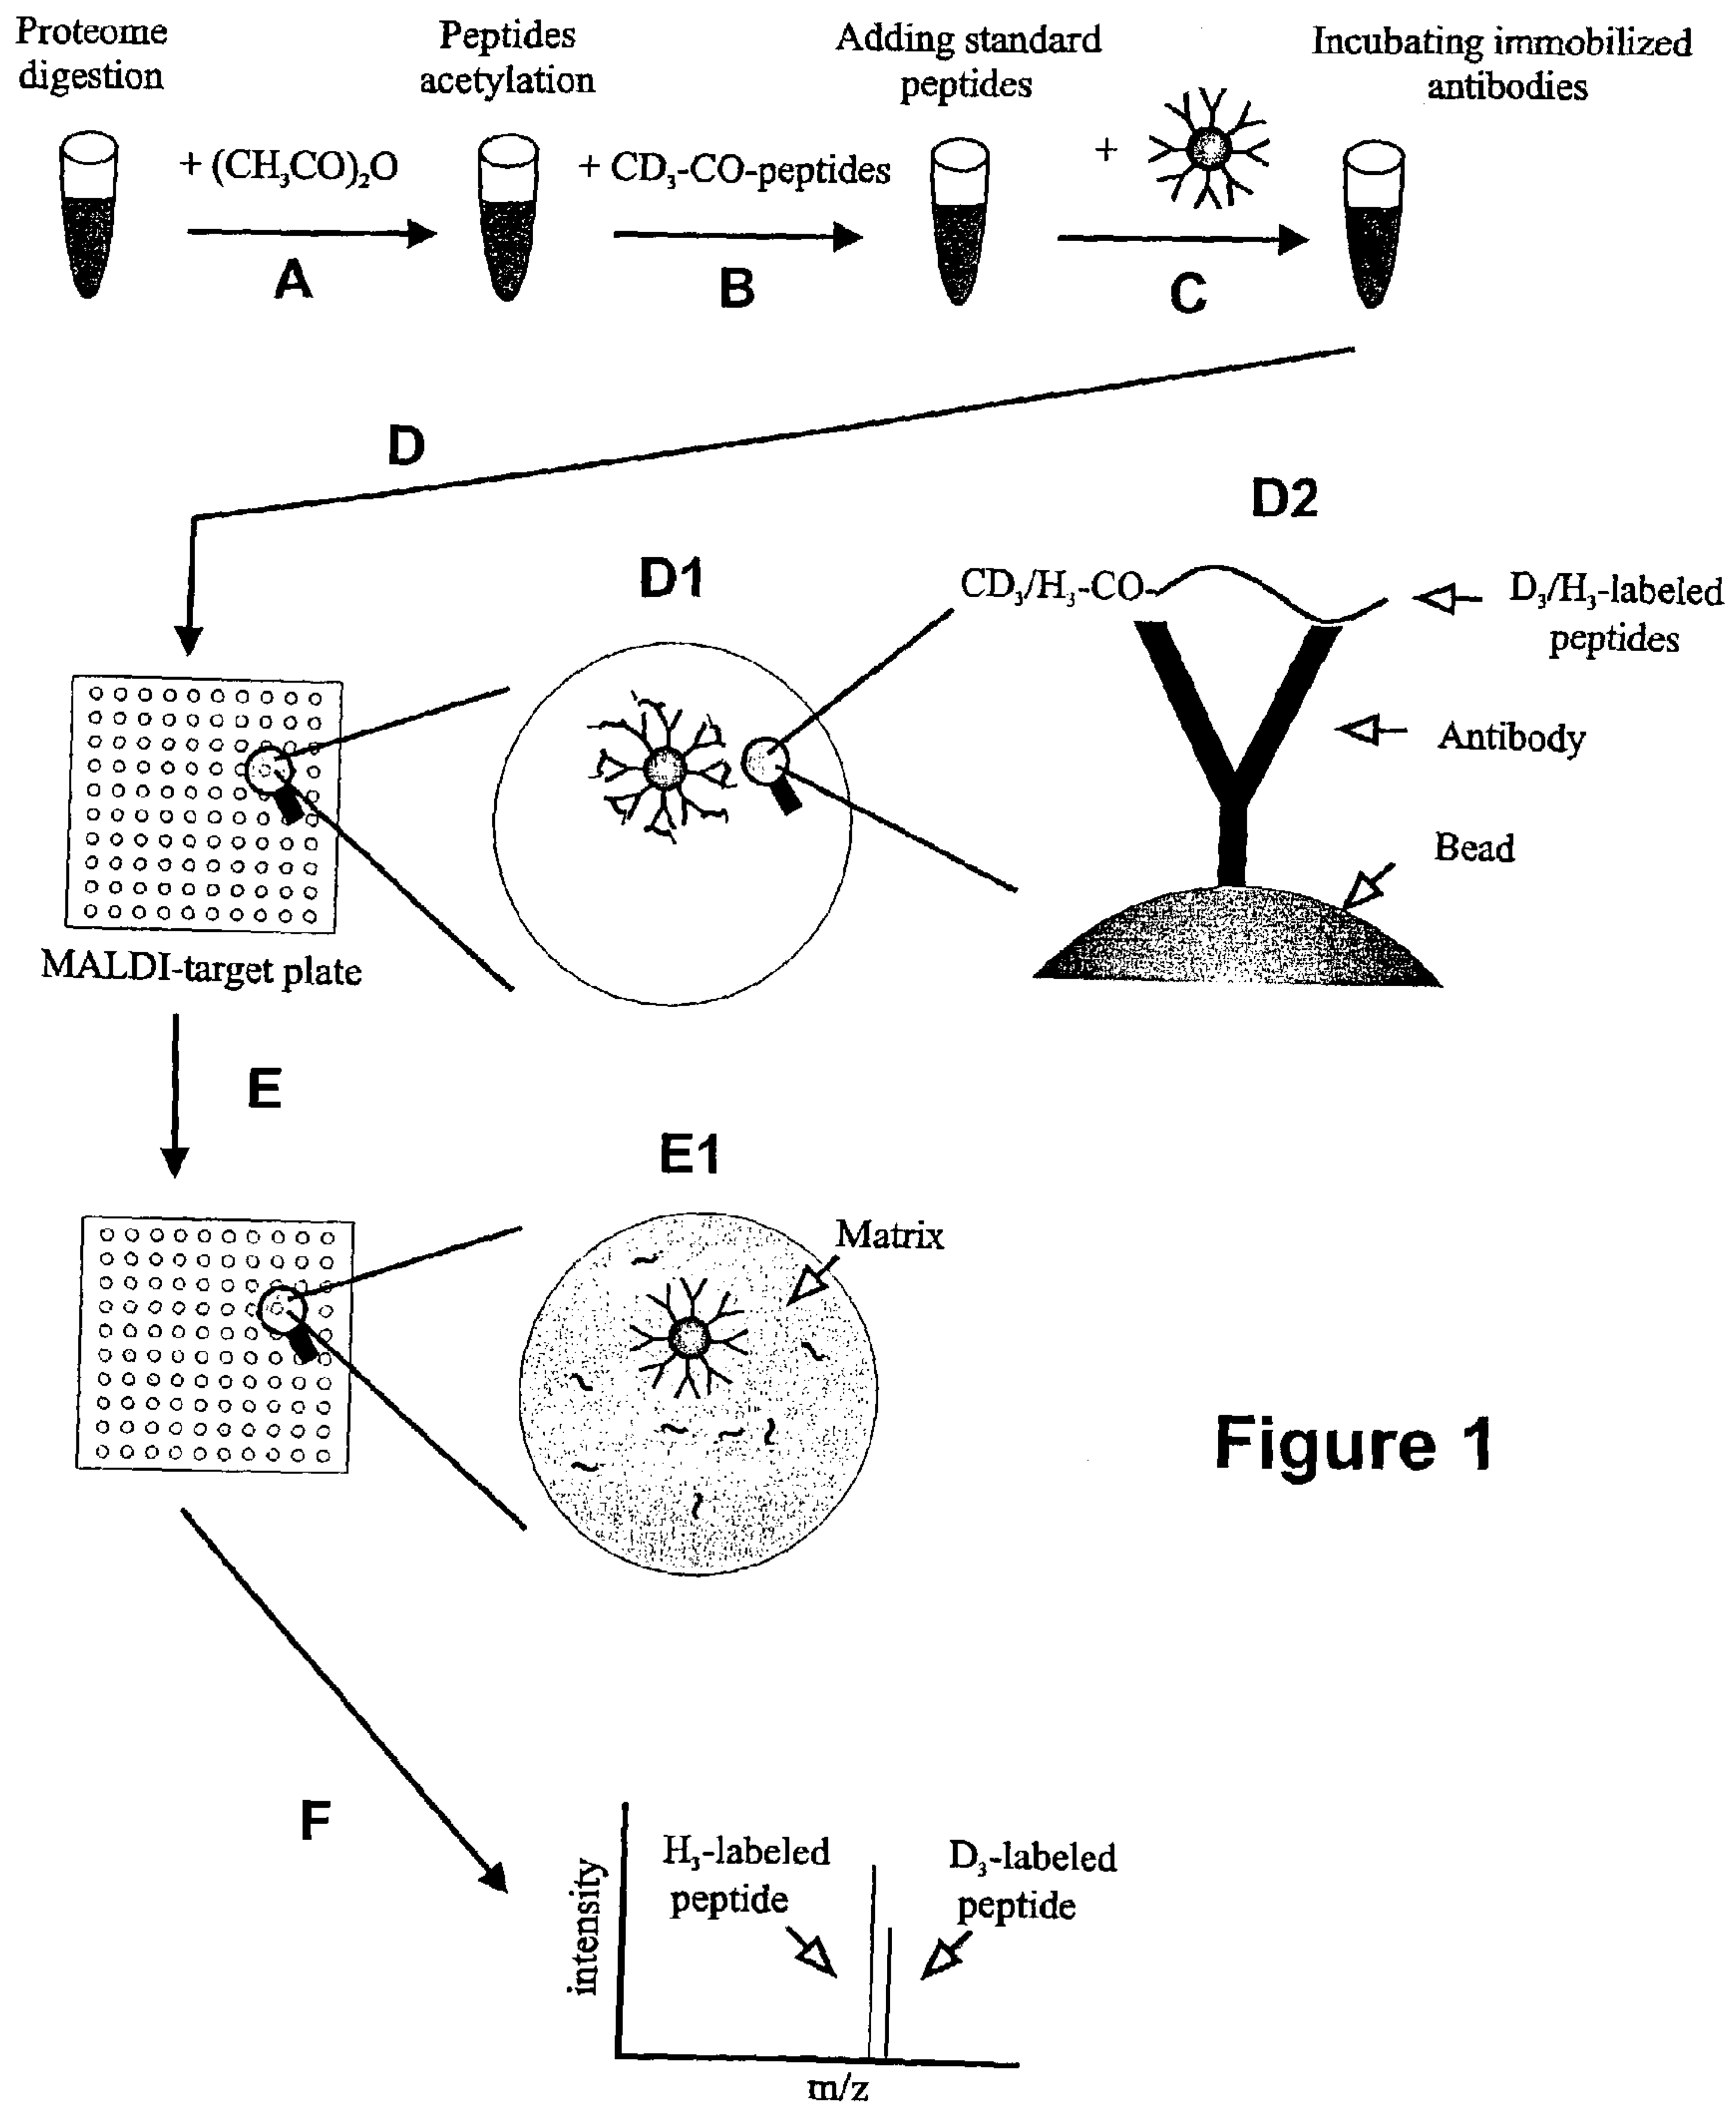 Proteome
digestion
Peptides
acetylation
Adding standard
peptides
Incubating immobilized
antibodies
+ (CH₃CO)₂O
+ CD₃-CO-peptides
+
A
B
C
D
D1
D2
CD₃/H₃-CO-
D₃/H₃-labeled
peptides
Antibody
Bead
MALDI-target plate
E
E1
Matrix
Figure 1
F
H₃-labeled
peptide
D₃-labeled
peptide
intensity
m/z